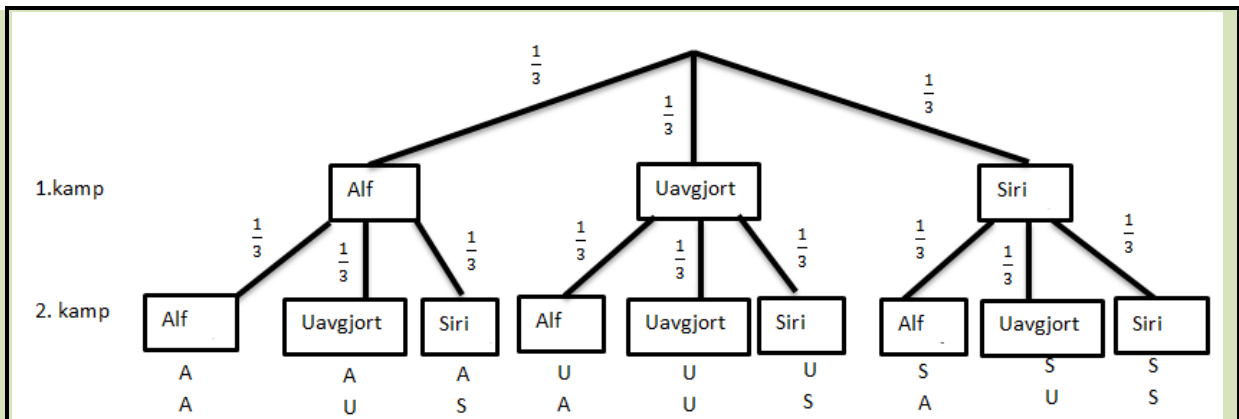 1/3 1/3 1/3
1.kamp Alf Uavgjort Siri
1/3 1/3 1/3 1/3 1/3 1/3 1/3 1/3 1/3
2. kamp Alf Uavgjort Siri Alf Uavgjort Siri Alf Uavgjort Siri
A A A U U U S S S
A U S A U S A U S